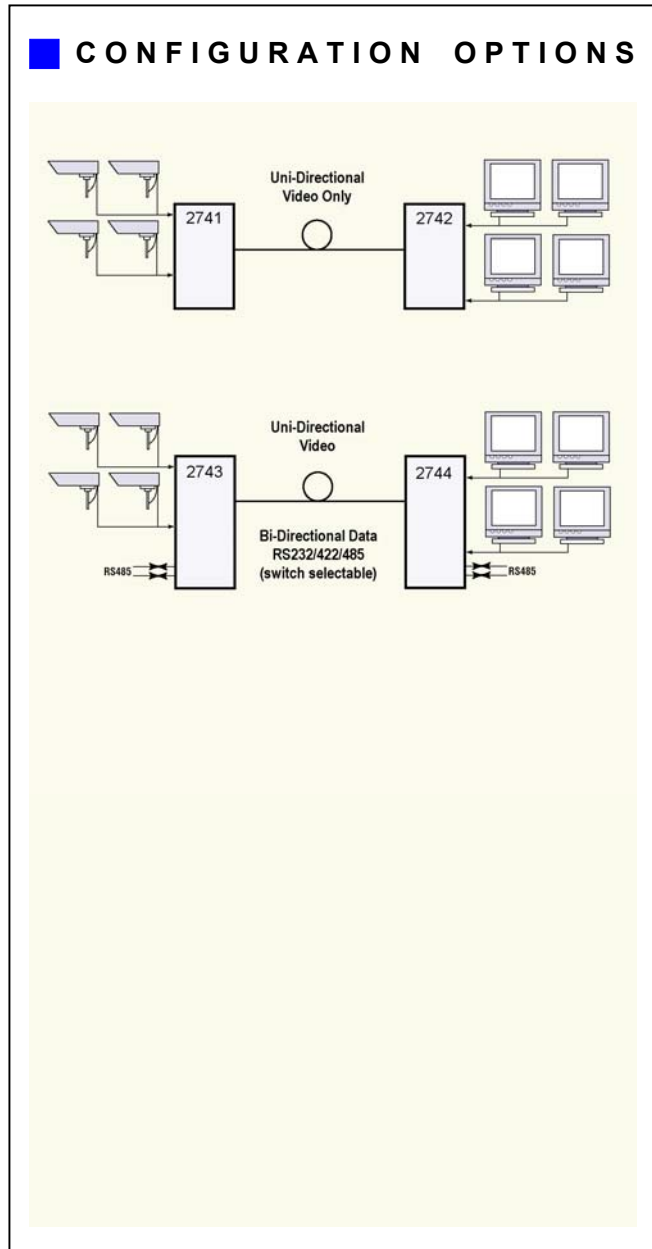 CONFIGURATION OPTIONS
Uni-Directional
Video Only
2741
2742
Uni-Directional
Video
2743
2744
Bi-Directional Data
RS232/422/485
(switch selectable)
RS485
RS485